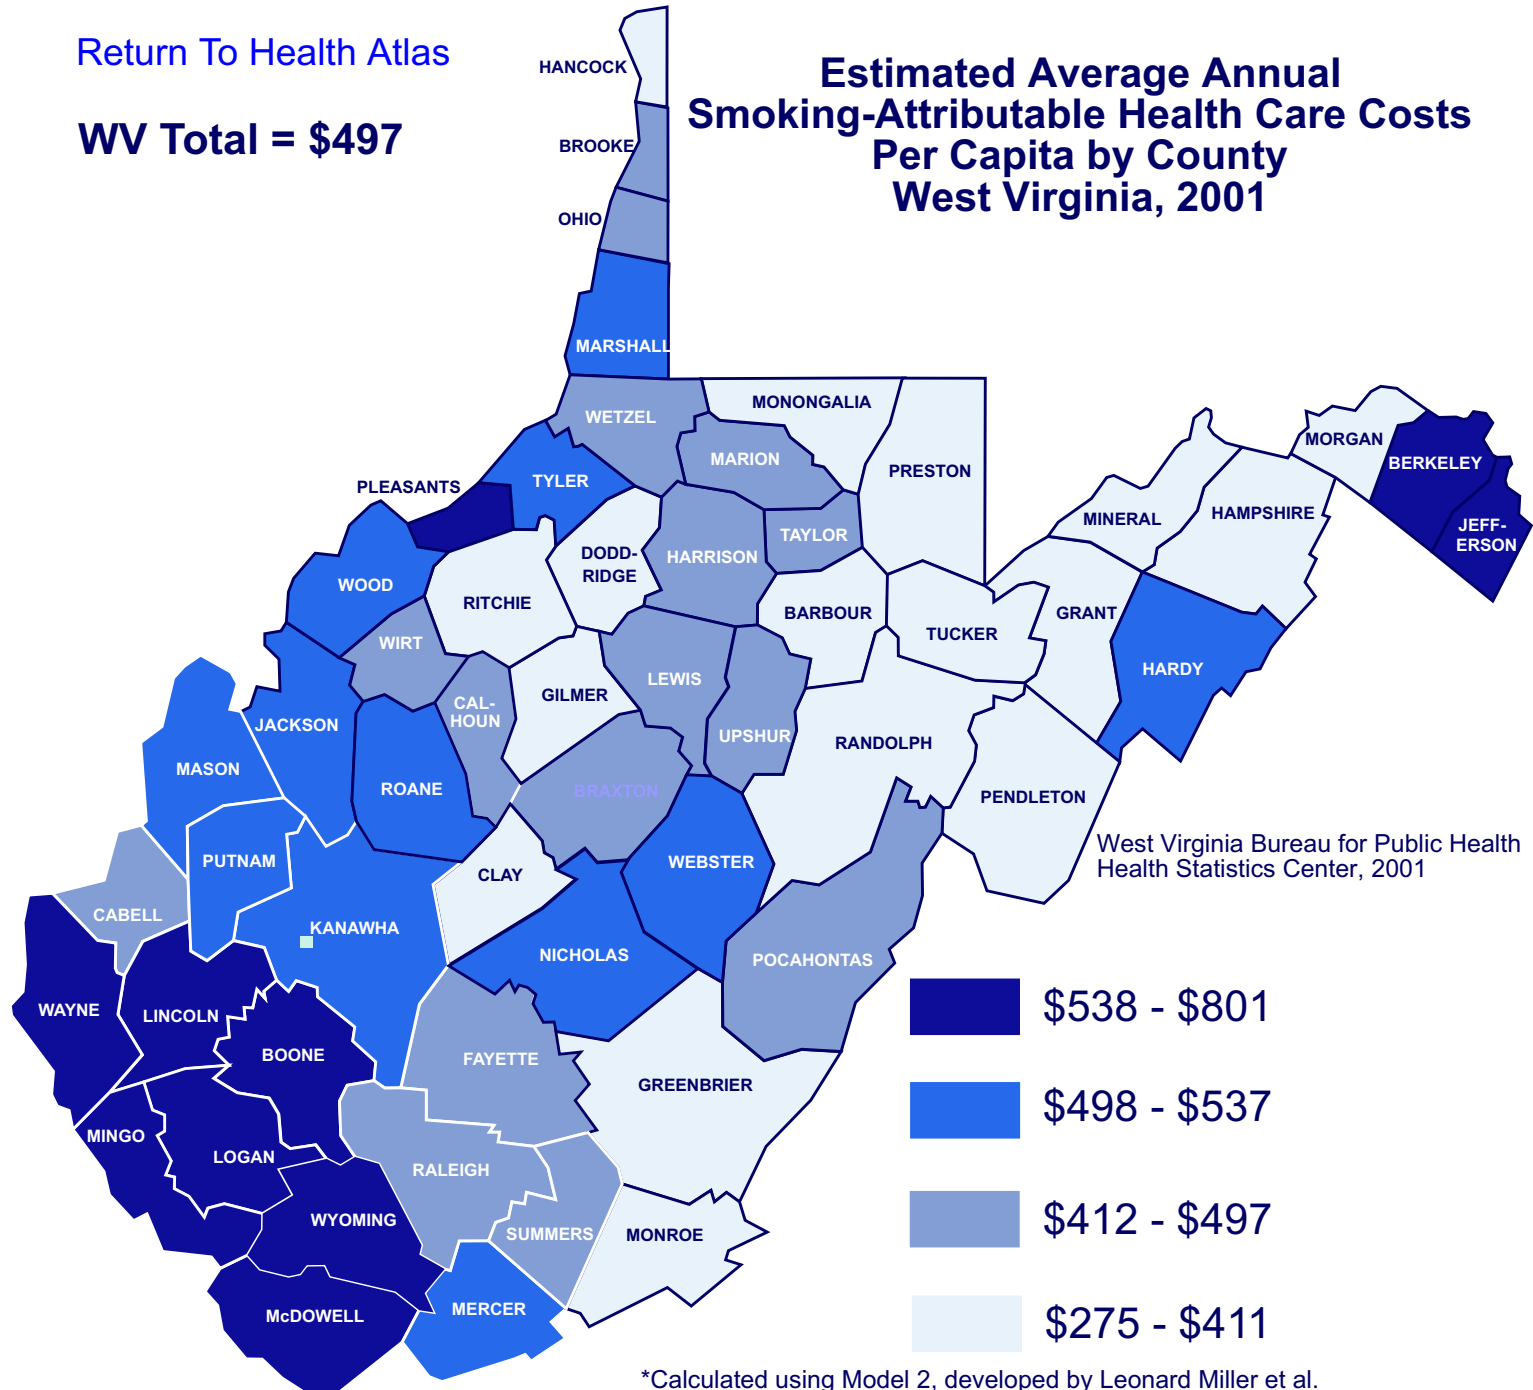 Return To Health Atlas
WV Total = $497
Estimated Average Annual
Smoking-Attributable Health Care Costs
Per Capita by County
West Virginia, 2001
HANCOCK
BROOKE
OHIO
MARSHALL
WETZEL
MONONGALIA
MARION
PRESTON
MORGAN
BERKELEY
TYLER
PLEASANTS
MINERAL
HAMPSHIRE
JEFF-
ERSON
TAYLOR
HARRISON
DODD-
RIDGE
WOOD
RITCHIE
BARBOUR
GRANT
TUCKER
WIRT
HARDY
LEWIS
GILMER
CAL-
HOUN
JACKSON
UPSHUR
RANDOLPH
MASON
ROANE
BRAXTON
PENDLETON
West Virginia Bureau for Public Health
Health Statistics Center, 2001
PUTNAM
WEBSTER
CLAY
CABELL
KANAWHA
NICHOLAS
POCAHONTAS
WAYNE
LINCOLN
$538 - $801
BOONE
FAYETTE
GREENBRIER
$498 - $537
MINGO
LOGAN
RALEIGH
WYOMING
SUMMERS
MONROE
$412 - $497
McDOWELL
MERCER
$275 - $411
*Calculated using Model 2, developed by Leonard Miller et al.